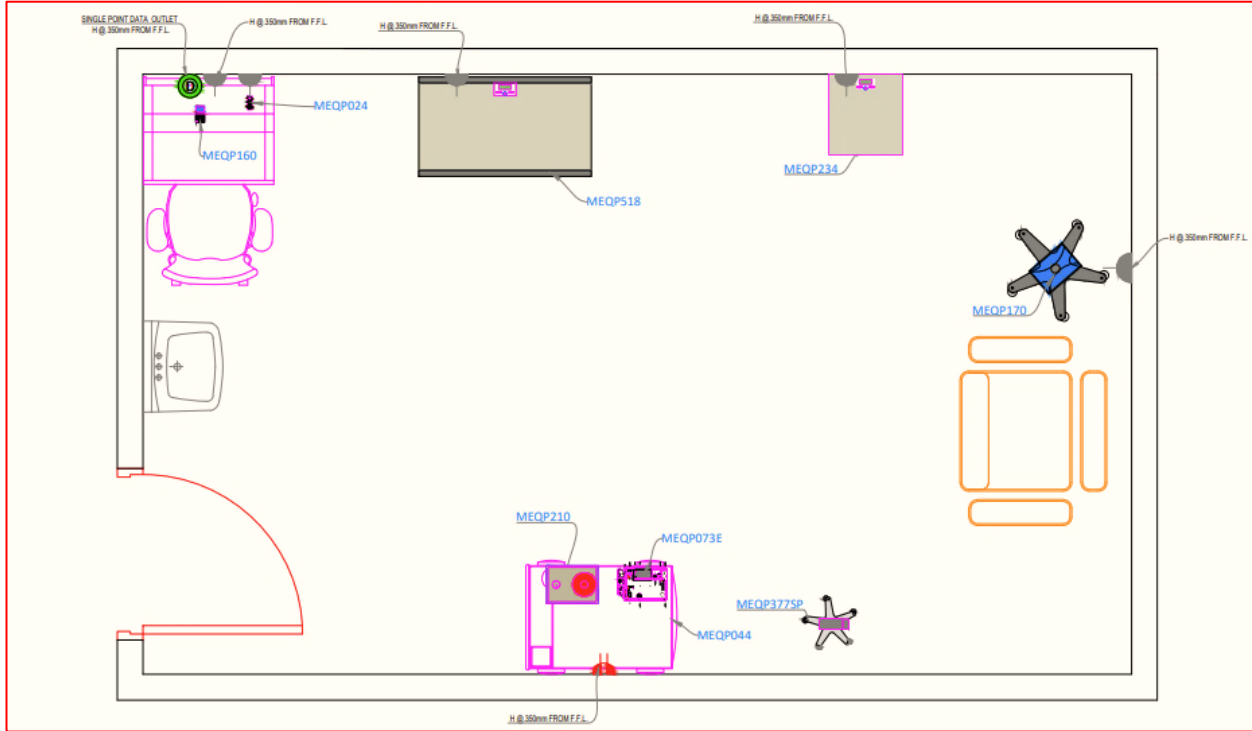 SINGLE POINT DATA OUTLET
H @ 350mm FROM F.F.L.
H @ 350mm FROM F.F.L.
H @ 350mm FROM F.F.L.
H @ 350mm FROM F.F.L.
D
MEQP024
MEQP160
MEQP518
MEQP234
H @ 350mm FROM F.F.L.
MEQP170
MEQP210
MEQP073E
MEQP377SP
MEQP044
H @ 350mm FROM F.F.L.